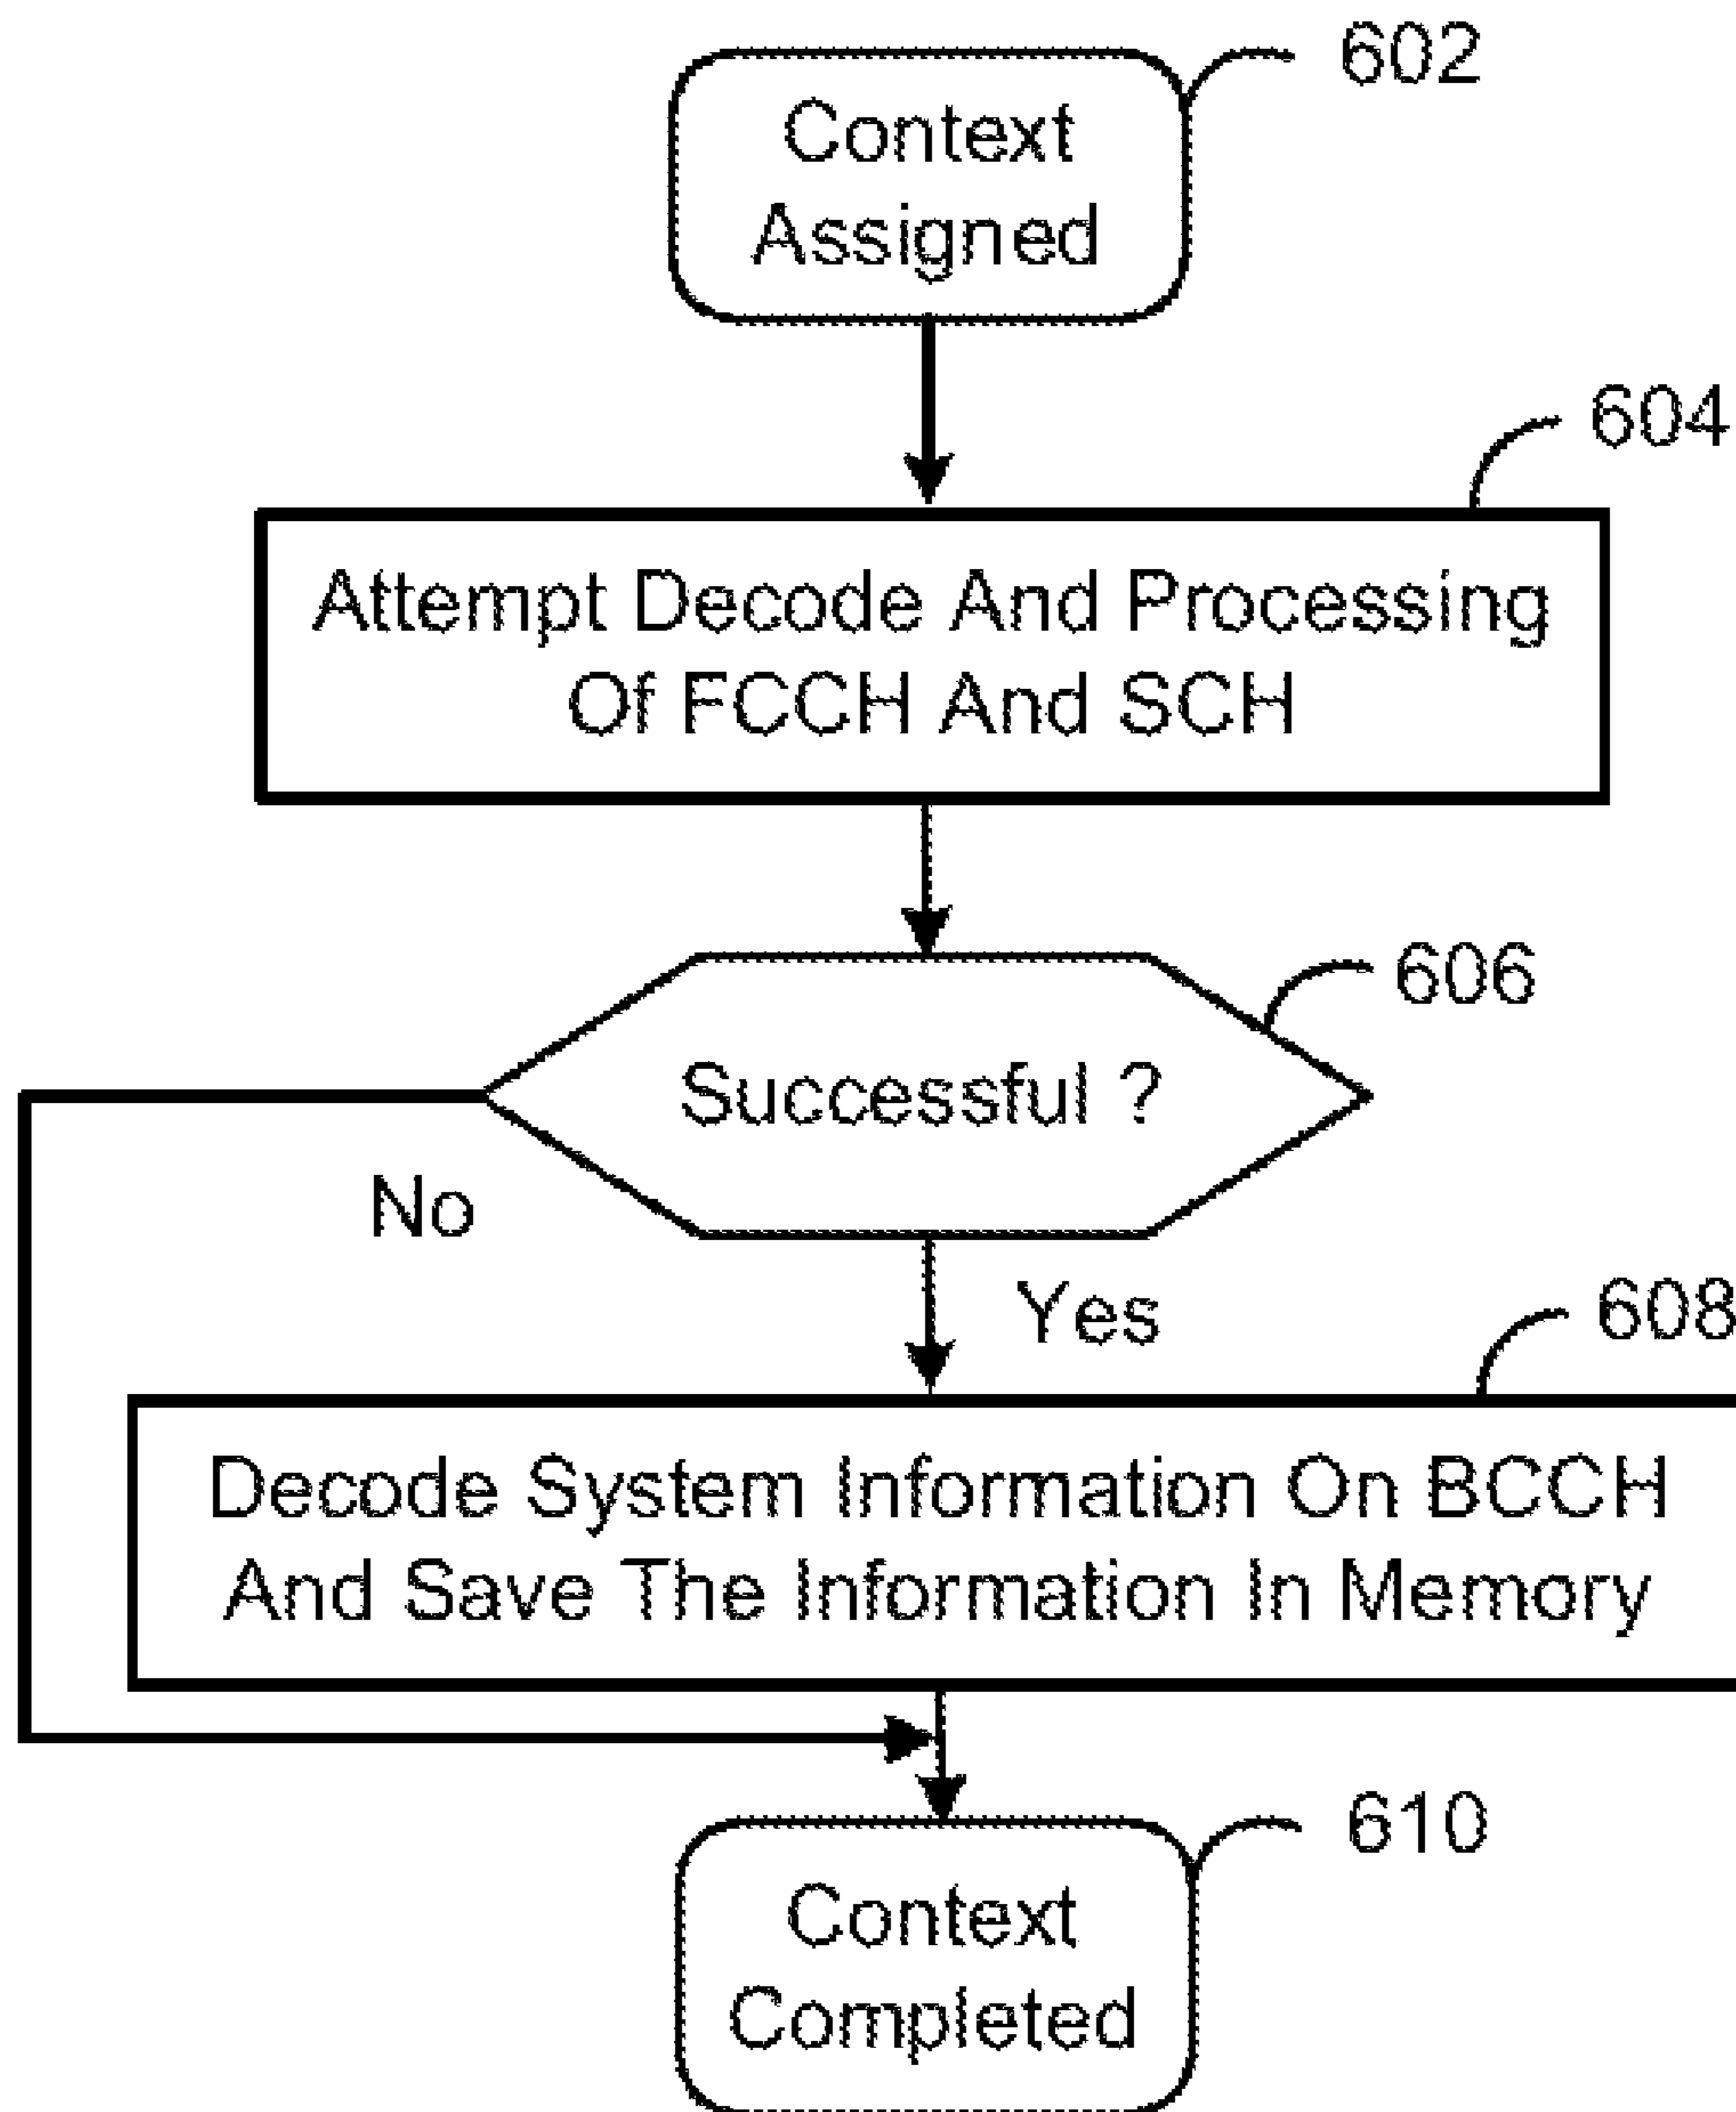 602
Context
Assigned
604
Attempt Decode And Processing
Of FCCH And SCH
606
Successful ?
No
Yes
608
Decode System Information On BCCH
And Save The Information In Memory
610
Context
Completed